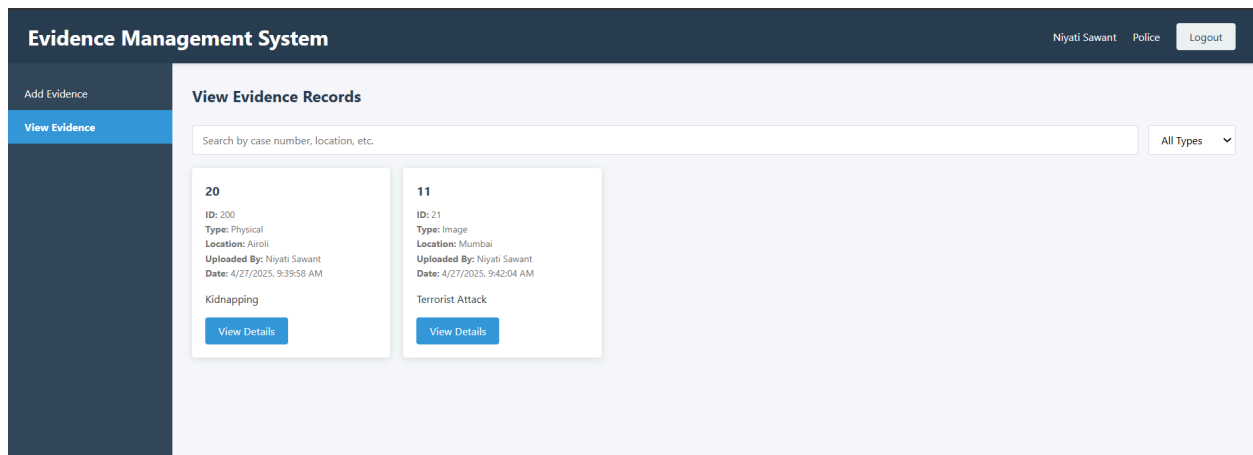 Evidence Management System
Niyati Sawant Police Logout
Add Evidence
View Evidence
View Evidence Records
Search by case number, location, etc.
All Types
20
ID: 200
Type: Physical
Location: Airoli
Uploaded By: Niyati Sawant
Date: 4/27/2025, 9:39:58 AM
Kidnapping
View Details
11
ID: 21
Type: Image
Location: Mumbai
Uploaded By: Niyati Sawant
Date: 4/27/2025, 9:42:04 AM
Terrorist Attack
View Details